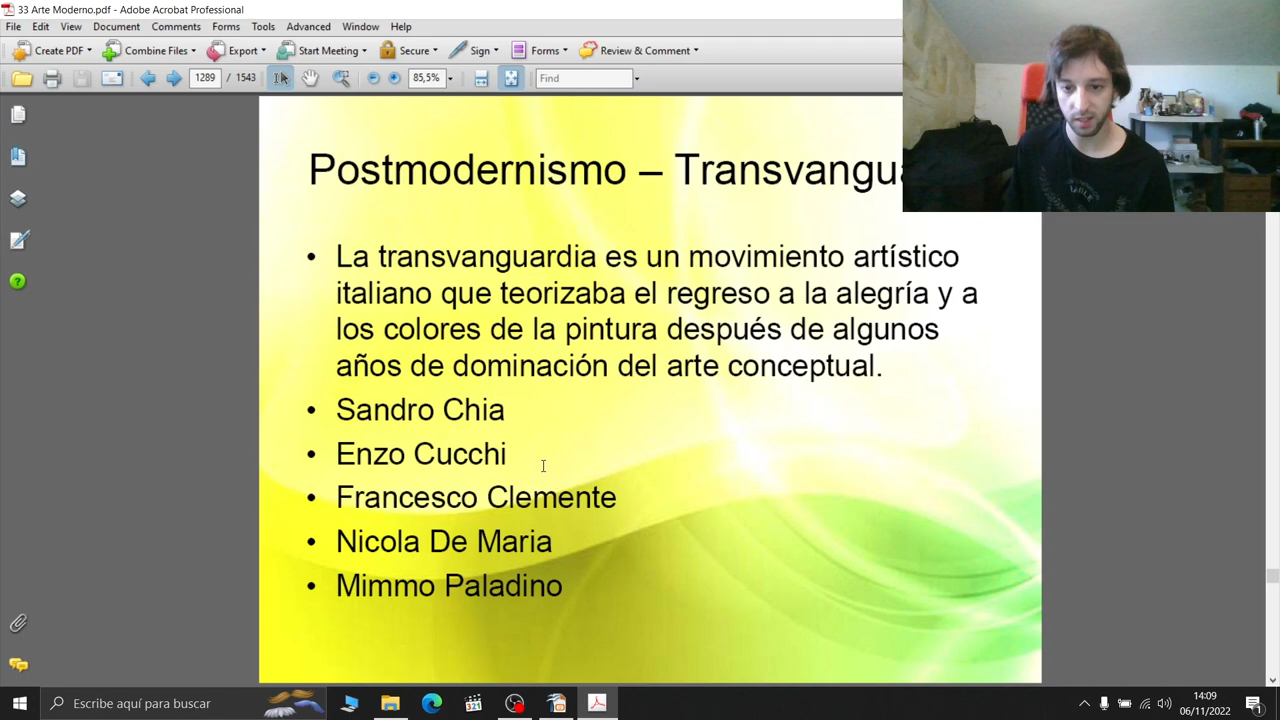 33 Arte Moderno.pdf - Adobe Acrobat Professional
File Edit View Document Comments Forms Tools Advanced Window Help
Create PDF Combine Files Export Start Meeting Secure Sign Forms Review & Comment
1289 / 1543 85,5% Find
Postmodernismo – Transvangu
• La transvanguardia es un movimiento artístico
italiano que teorizaba el regreso a la alegría y a
los colores de la pintura después de algunos
años de dominación del arte conceptual.
• Sandro Chia
• Enzo Cucchi
• Francesco Clemente
• Nicola De Maria
• Mimmo Paladino
Escribe aquí para buscar
321
14:09
06/11/2022
1